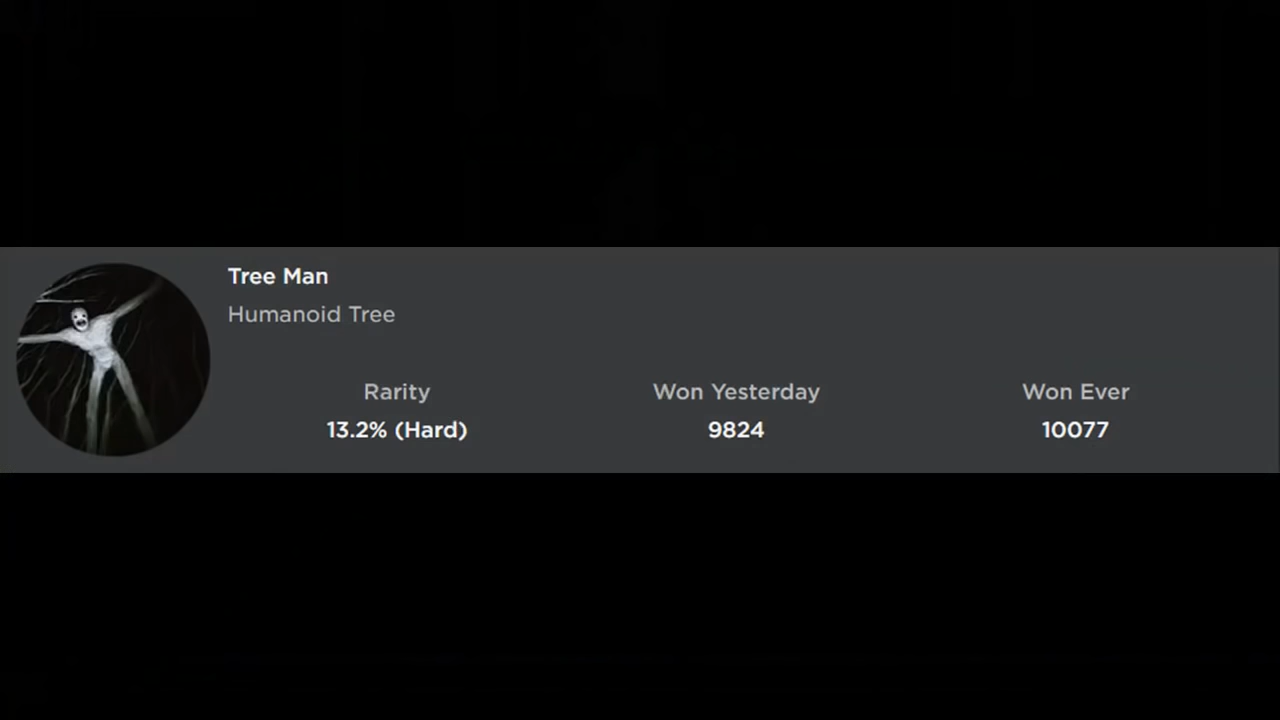 Tree Man
Humanoid Tree
Rarity Won Yesterday Won Ever
13.2% (Hard) 9824 10077